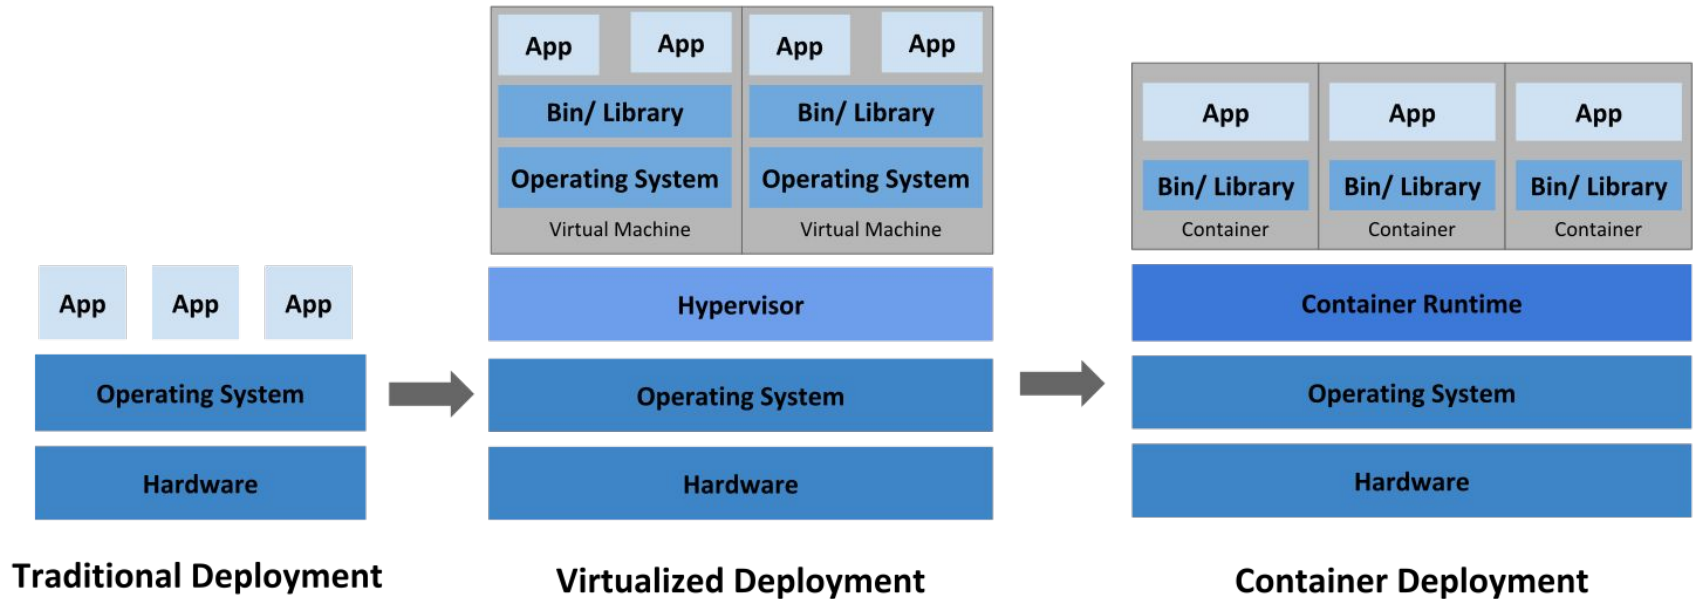 App App App
Operating System
Hardware
Traditional Deployment
App App App App
Bin/ Library Bin/ Library
Operating System Operating System
Virtual Machine Virtual Machine
Hypervisor
Operating System
Hardware
Virtualized Deployment
App App App
Bin/ Library Bin/ Library Bin/ Library
Container Container Container
Container Runtime
Operating System
Hardware
Container Deployment